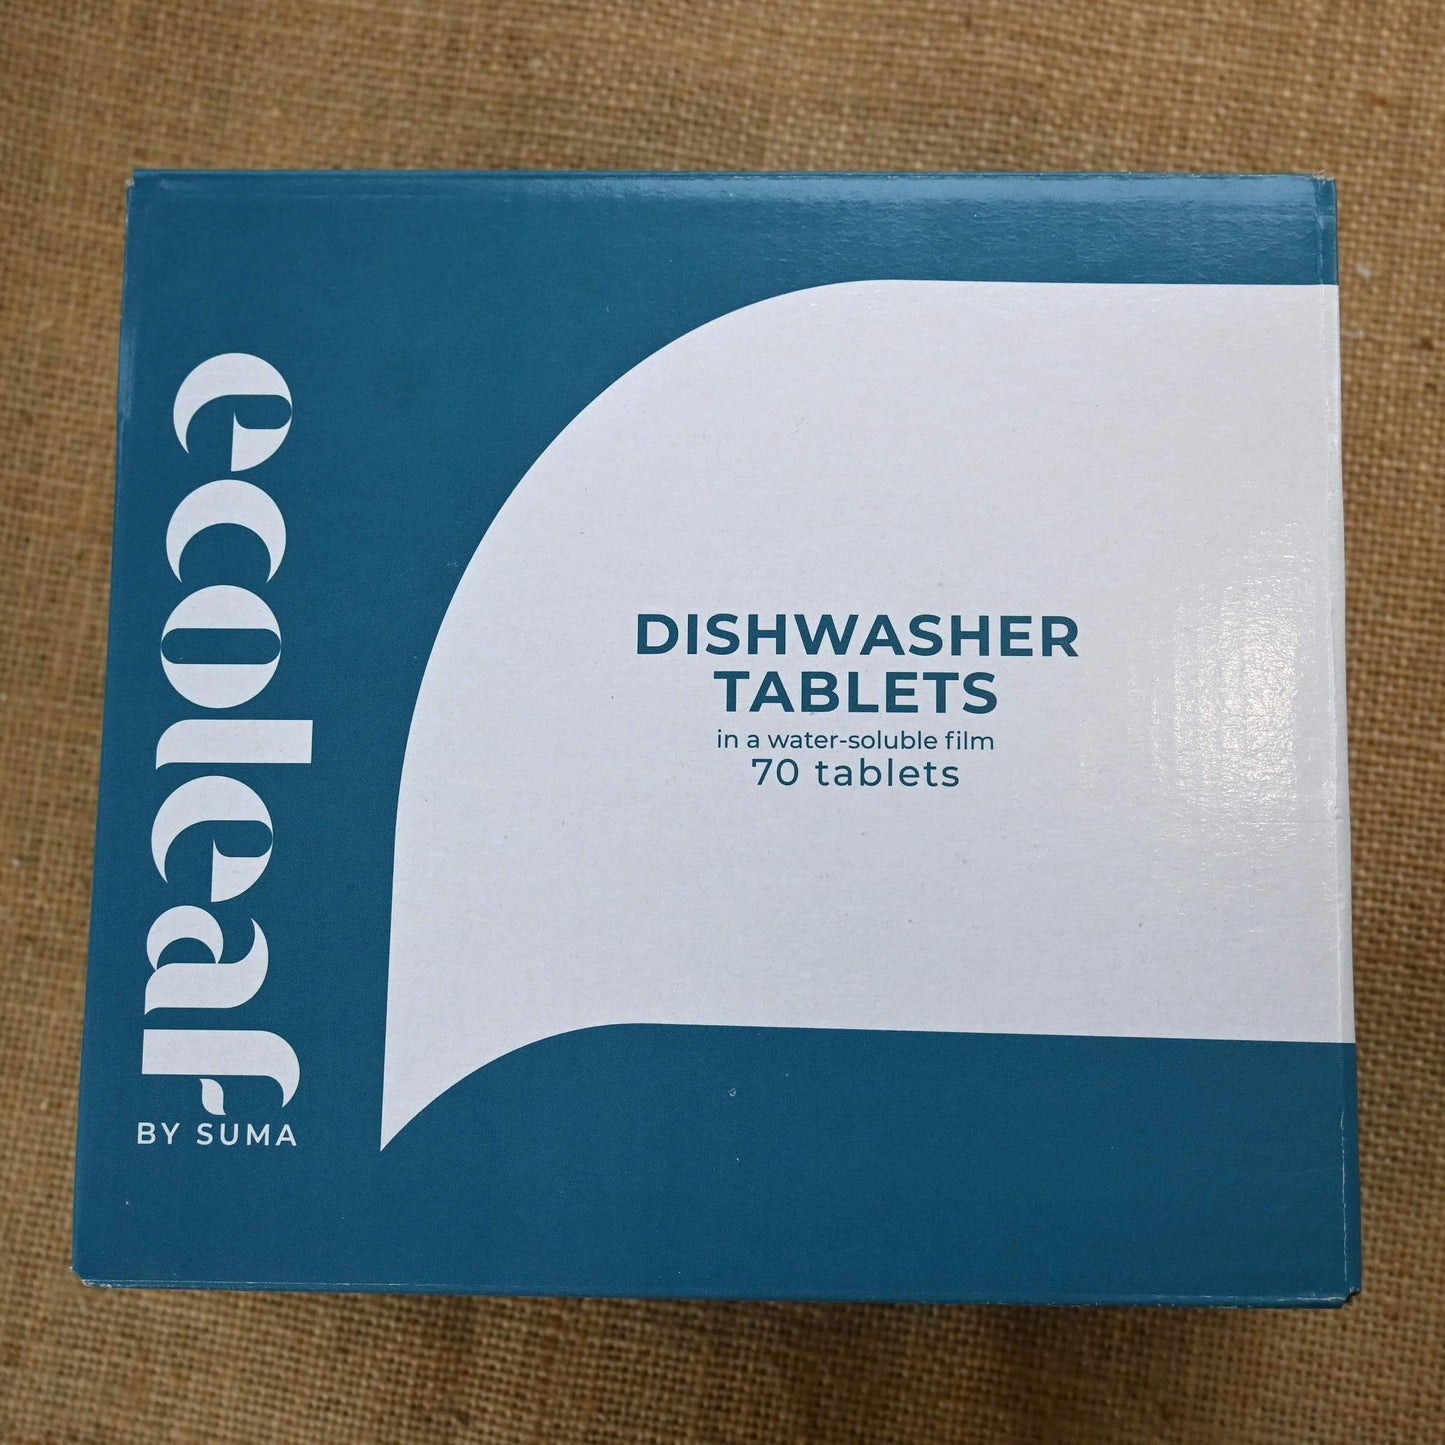 ecoleaf
BY SUMA
DISHWASHER
TABLETS
in a water-soluble film
70 tablets